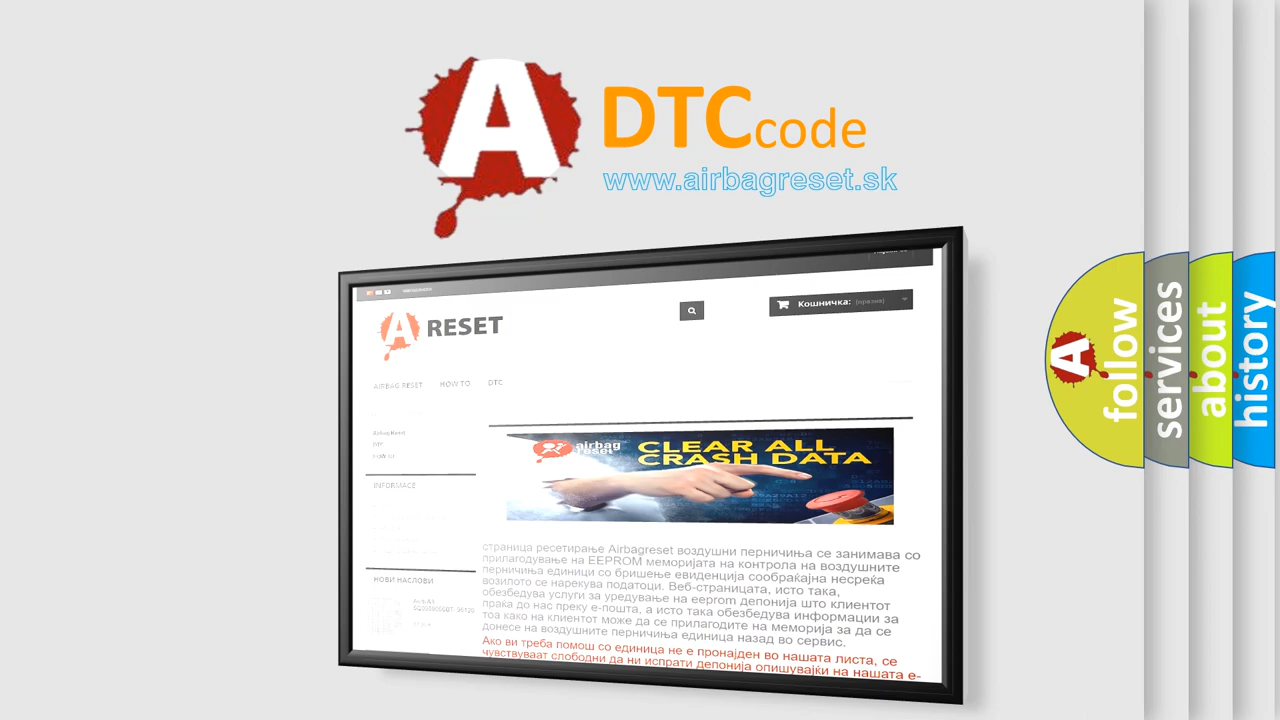 A DTC code
www.airbagreset.sk
A RESET
Кошничка: (празно)
AIRBAG RESET HOW TO DTC
Airbag Reset
DTC
INFORMACE
НОВИ НАСЛОВИ
airbag reset
CLEAR ALL
CRASH DATA
страница ресетирање Airbagreset воздушни перничиња се занимава со
прилагодување на EEPROM меморијата на контрола на воздушните
перничиња единици со бришење евиденција сообраќајна несреќа
возилото се нарекува податоци. Веб-страницата, исто така,
обезбедува услуги за уредување на eeprom депонија што клиентот
праќа до нас преку е-пошта, а исто така обезбедува информации за
тоа како на клиентот може да се прилагодите на меморија за да се
донесе на воздушните перничиња единица назад во сервис.
Ако ви треба помош со единица не е пронајден во нашата листа, се
чувствуваат слободни да ни испрати депонија опишувајќи на нашата е-
A follow
services
about
history